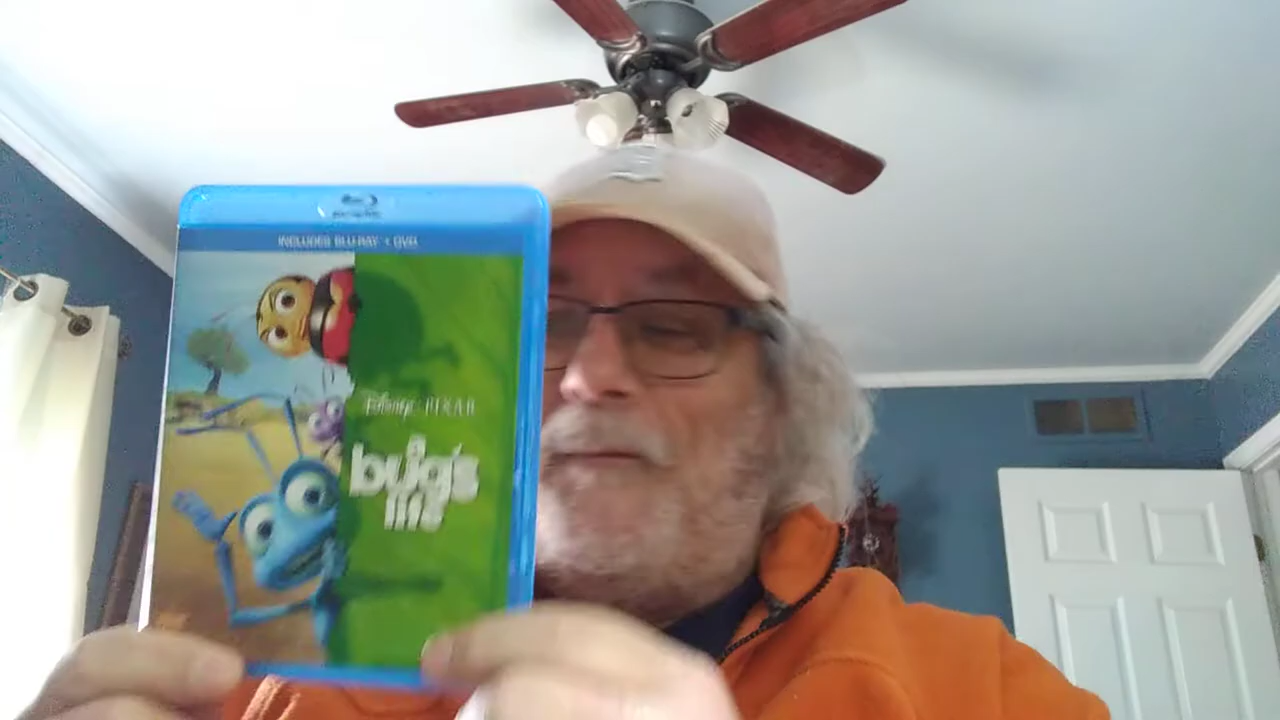 INCLUDES BLU-RAY + DVD
Disney · PIXAR
a
bug's
life